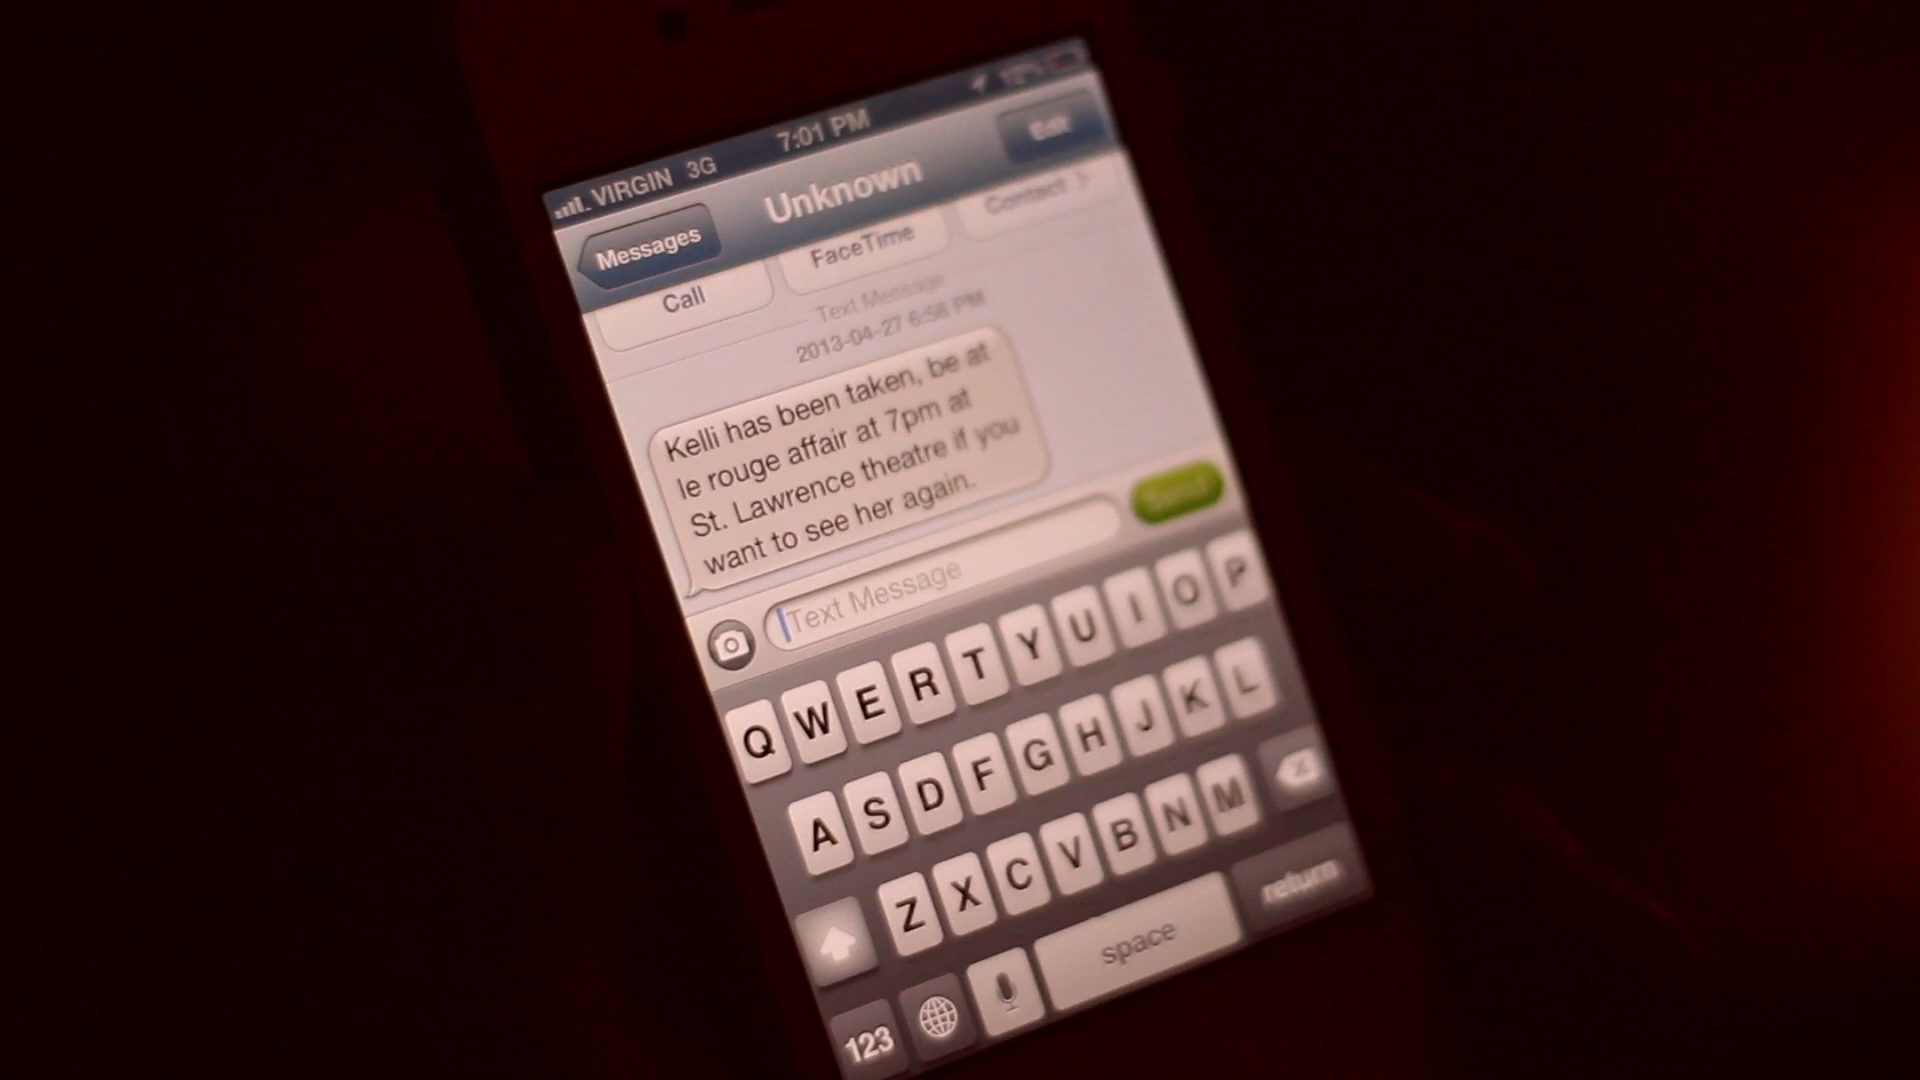 VIRGIN 3G 7:01 PM
Messages Unknown Edit
Call FaceTime Contact
Text Message
2013-04-27 6:58 PM
Kelli has been taken, be at
le rouge affair at 7pm at
St. Lawrence theatre if you
want to see her again.
Text Message Send
Q W E R T Y U I O P
A S D F G H J K L
Z X C V B N M
123 space return